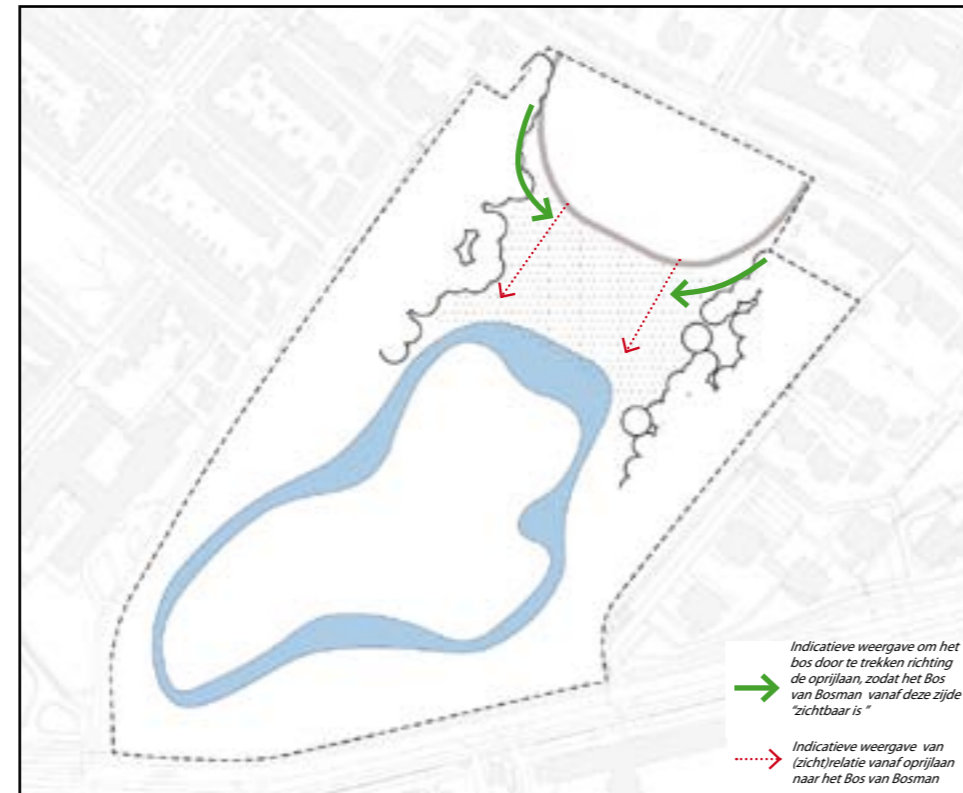 Indicatieve weergave om het
bos door te trekken richting
de oprijlaan, zodat het Bos
van Bosman vanaf deze zijde
"zichtbaar is "
Indicatieve weergave van
(zicht)relatie vanaf oprijlaan
naar het Bos van Bosman